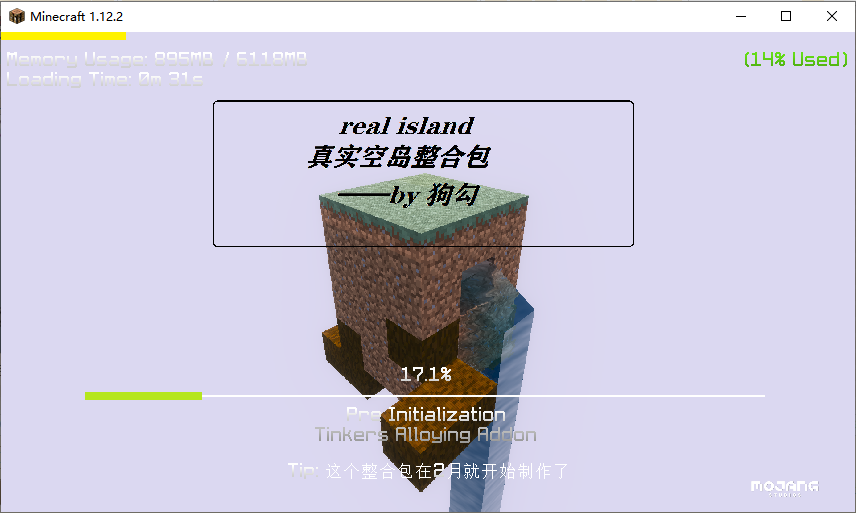 Minecraft 1.12.2
Memory Usage: 895MB / 6118MB
(14% Used)
Loading Time: 0m 31s
real island
真实空岛整合包
——by 狗勾
17.1%
Pre Initialization
Tinkers Alloying Addon
Tip: 这个整合包在2月就开始制作了
MOJANG
STUDIOS